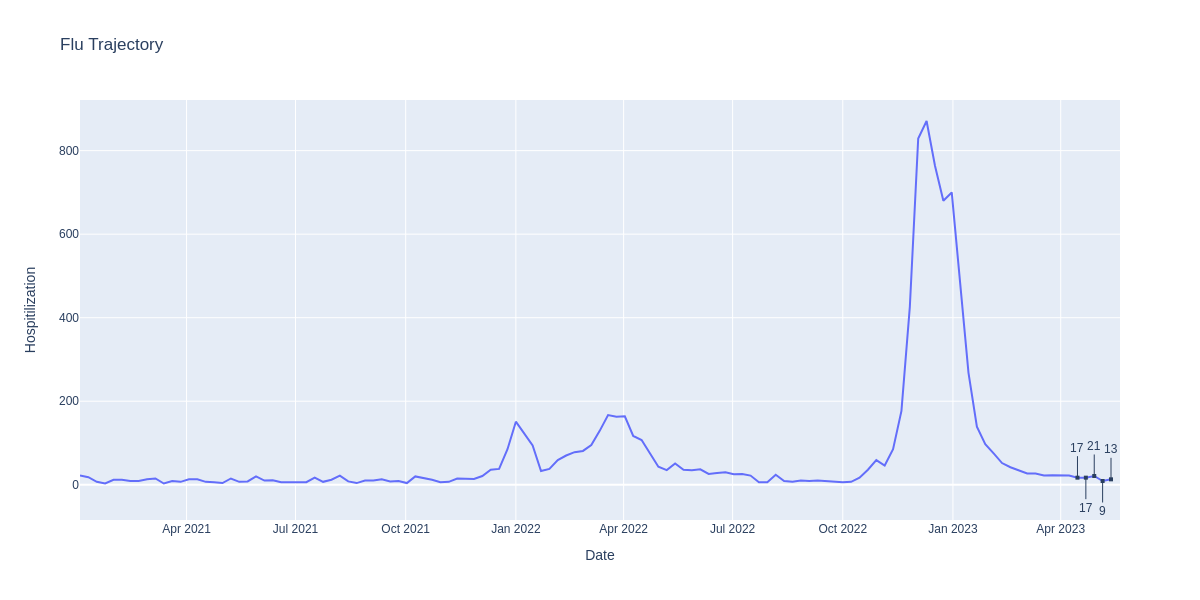 Flu Trajectory
Hospitilization
800
600
400
200
0
17 21 13
17 9
Apr 2021 Jul 2021 Oct 2021 Jan 2022 Apr 2022 Jul 2022 Oct 2022 Jan 2023 Apr 2023
Date